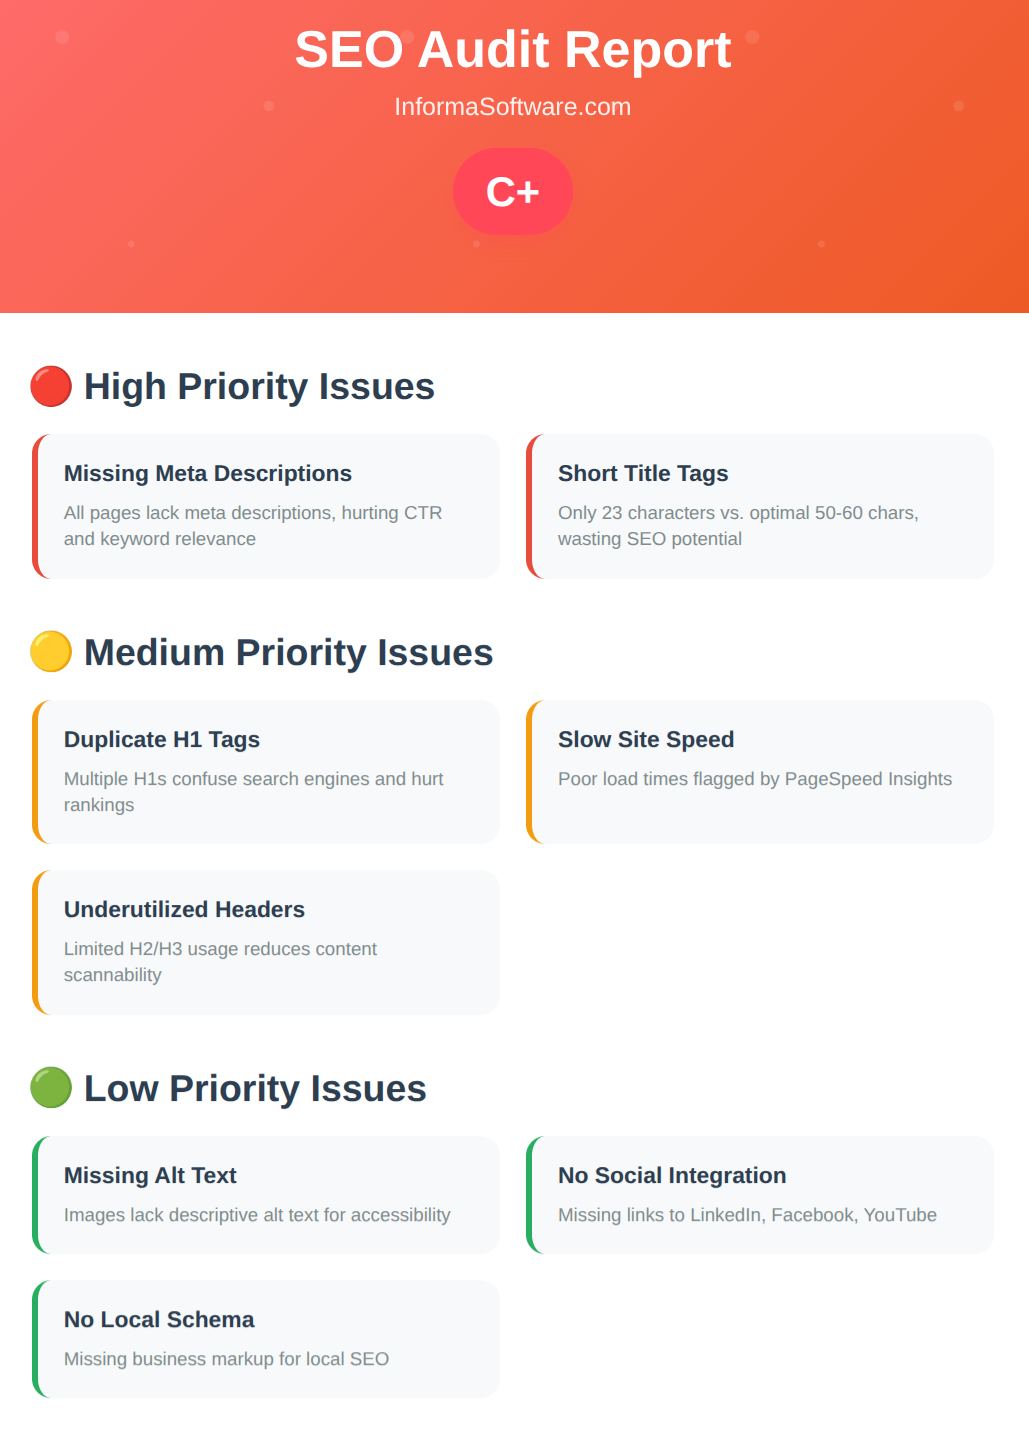 SEO Audit Report
InformaSoftware.com
C+
High Priority Issues
Missing Meta Descriptions
All pages lack meta descriptions, hurting CTR
and keyword relevance
Short Title Tags
Only 23 characters vs. optimal 50-60 chars,
wasting SEO potential
Medium Priority Issues
Duplicate H1 Tags
Multiple H1s confuse search engines and hurt
rankings
Slow Site Speed
Poor load times flagged by PageSpeed Insights
Underutilized Headers
Limited H2/H3 usage reduces content
scannability
Low Priority Issues
Missing Alt Text
Images lack descriptive alt text for accessibility
No Social Integration
Missing links to LinkedIn, Facebook, YouTube
No Local Schema
Missing business markup for local SEO